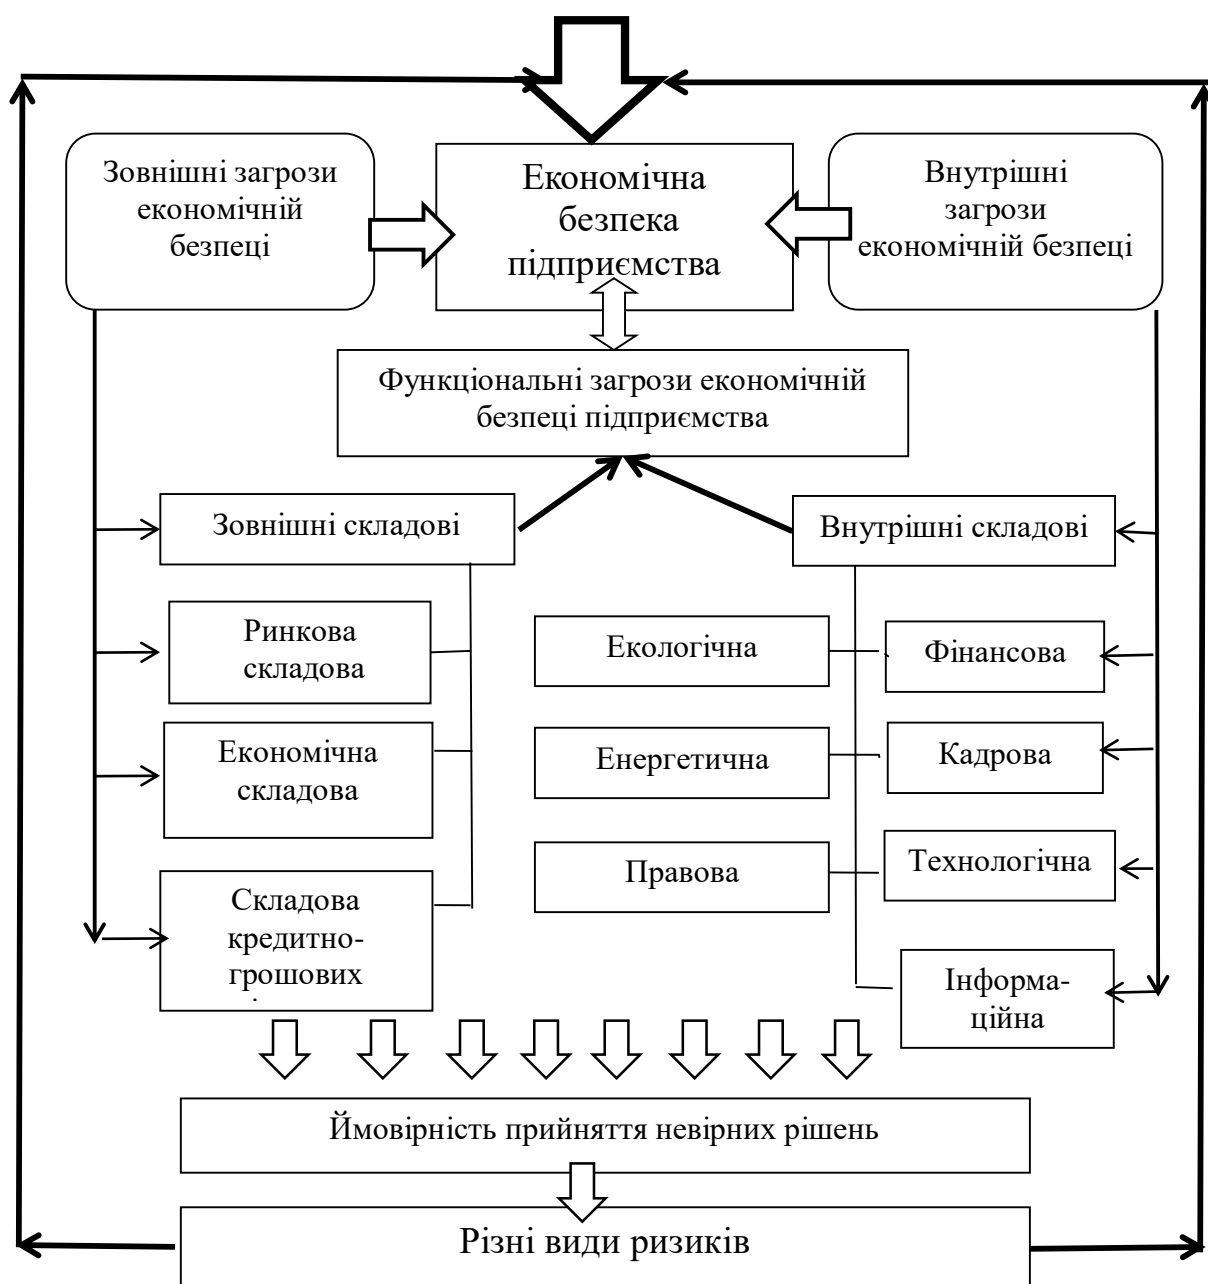 Зовнішні загрози
економічній
безпеці
Економічна
безпека
підприємства
Внутрішні
загрози
економічній безпеці
Функціональні загрози економічній
безпеці підприємства
Зовнішні складові
Внутрішні складові
Ринкова
складова
Екологічна
Фінансова
Економічна
складова
Енергетична
Кадрова
Складова
кредитно-
грошових
Правова
Технологічна
Інформа-
ційна
Ймовірність прийняття невірних рішень
Різні види ризиків